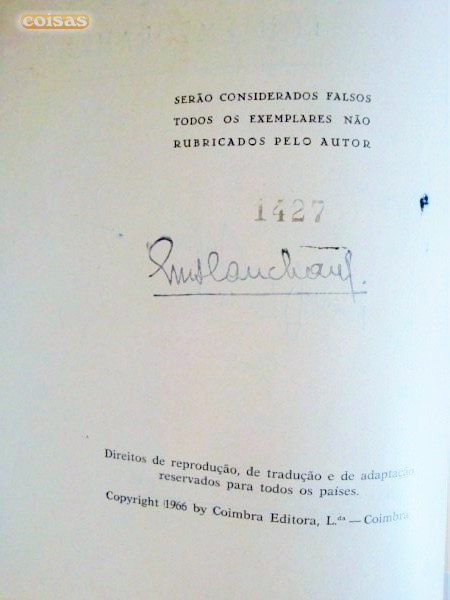 coisas
SERÃO CONSIDERADOS FALSOS
TODOS OS EXEMPLARES NÃO
RUBRICADOS PELO AUTOR
1427
Direitos de reprodução, de tradução e de adaptação
reservados para todos os países.
Copyright 1966 by Coimbra Editora, L.da — Coimbra